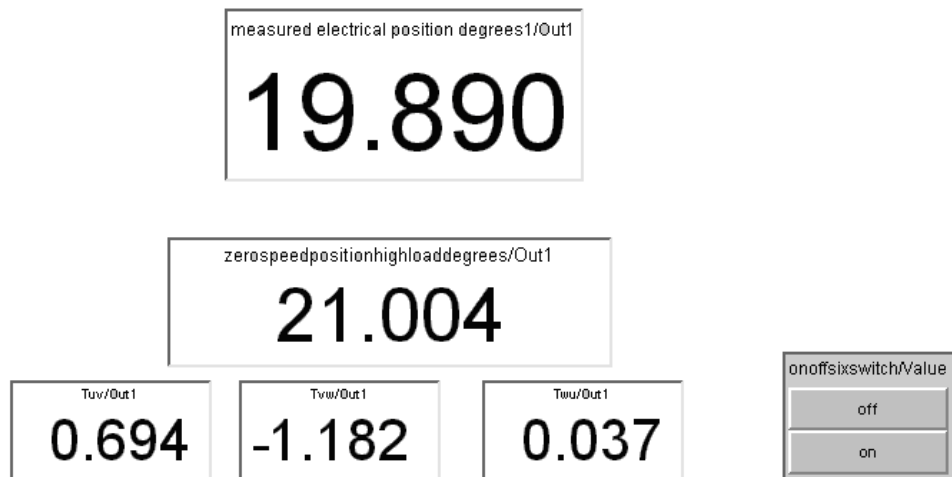 measured electrical position degrees1/Out1
19.890
zerospeedpositionhighloaddegrees/Out1
21.004
Tuv/Out1
0.694
Tvw/Out1
-1.182
Twu/Out1
0.037
onoffsixswitch/Value
off
on